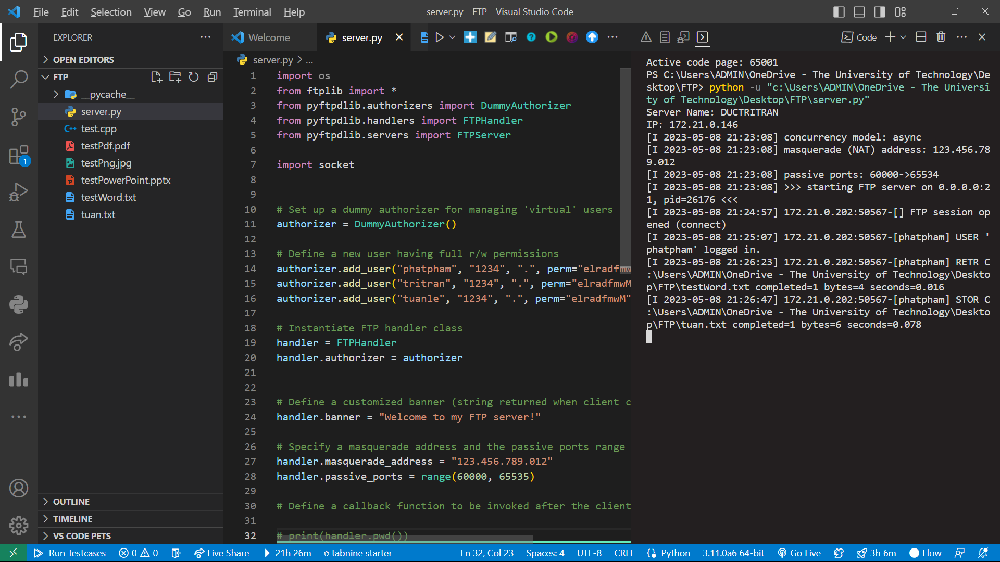 File Edit Selection View Go Run Terminal Help
server.py - FTP - Visual Studio Code
EXPLORER
OPEN EDITORS
FTP
__pycache__
server.py
test.cpp
testPdf.pdf
testPng.jpg
testPowerPoint.pptx
testWord.txt
tuan.txt
OUTLINE
TIMELINE
VS CODE PETS
1
Welcome
server.py
server.py > ...
1 import os
2 from ftplib import *
3 from pyftpdlib.authorizers import DummyAuthorizer
4 from pyftpdlib.handlers import FTPHandler
5 from pyftpdlib.servers import FTPServer
6
7 import socket
8
9
10 # Set up a dummy authorizer for managing 'virtual' users
11 authorizer = DummyAuthorizer()
12
13 # Define a new user having full r/w permissions
14 authorizer.add_user("phatpham", "1234", ".", perm="elradfmw
15 authorizer.add_user("tritran", "1234", ".", perm="elradfmwM
16 authorizer.add_user("tuanle", "1234", ".", perm="elradfmwM"
17
18 # Instantiate FTP handler class
19 handler = FTPHandler
20 handler.authorizer = authorizer
21
22
23 # Define a customized banner (string returned when client c
24 handler.banner = "Welcome to my FTP server!"
25
26 # Specify a masquerade address and the passive ports range
27 handler.masquerade_address = "123.456.789.012"
28 handler.passive_ports = range(60000, 65535)
29
30 # Define a callback function to be invoked after the client
31
32 # print(handler.pwd())
Code
Active code page: 65001
PS C:\Users\ADMIN\OneDrive - The University of Technology\De
sktop\FTP> python -u "c:\Users\ADMIN\OneDrive - The Universi
ty of Technology\Desktop\FTP\server.py"
Server Name: DUCTRITRAN
IP: 172.21.0.146
[I 2023-05-08 21:23:08] concurrency model: async
[I 2023-05-08 21:23:08] masquerade (NAT) address: 123.456.78
9.012
[I 2023-05-08 21:23:08] passive ports: 60000->65534
[I 2023-05-08 21:23:08] >>> starting FTP server on 0.0.0.0:2
1, pid=26176 <<<
[I 2023-05-08 21:24:57] 172.21.0.202:50567-[] FTP session op
ened (connect)
[I 2023-05-08 21:25:07] 172.21.0.202:50567-[phatpham] USER '
phatpham' logged in.
[I 2023-05-08 21:26:23] 172.21.0.202:50567-[phatpham] RETR C
:\Users\ADMIN\OneDrive - The University of Technology\Deskto
p\FTP\testWord.txt completed=1 bytes=4 seconds=0.016
[I 2023-05-08 21:26:47] 172.21.0.202:50567-[phatpham] STOR C
:\Users\ADMIN\OneDrive - The University of Technology\Deskto
p\FTP\tuan.txt completed=1 bytes=6 seconds=0.078
Run Testcases 0 0 Live Share 21h 26m tabnine starter Ln 32, Col 23 Spaces: 4 UTF-8 CRLF Python 3.11.0a6 64-bit Go Live 3h 6m Flow